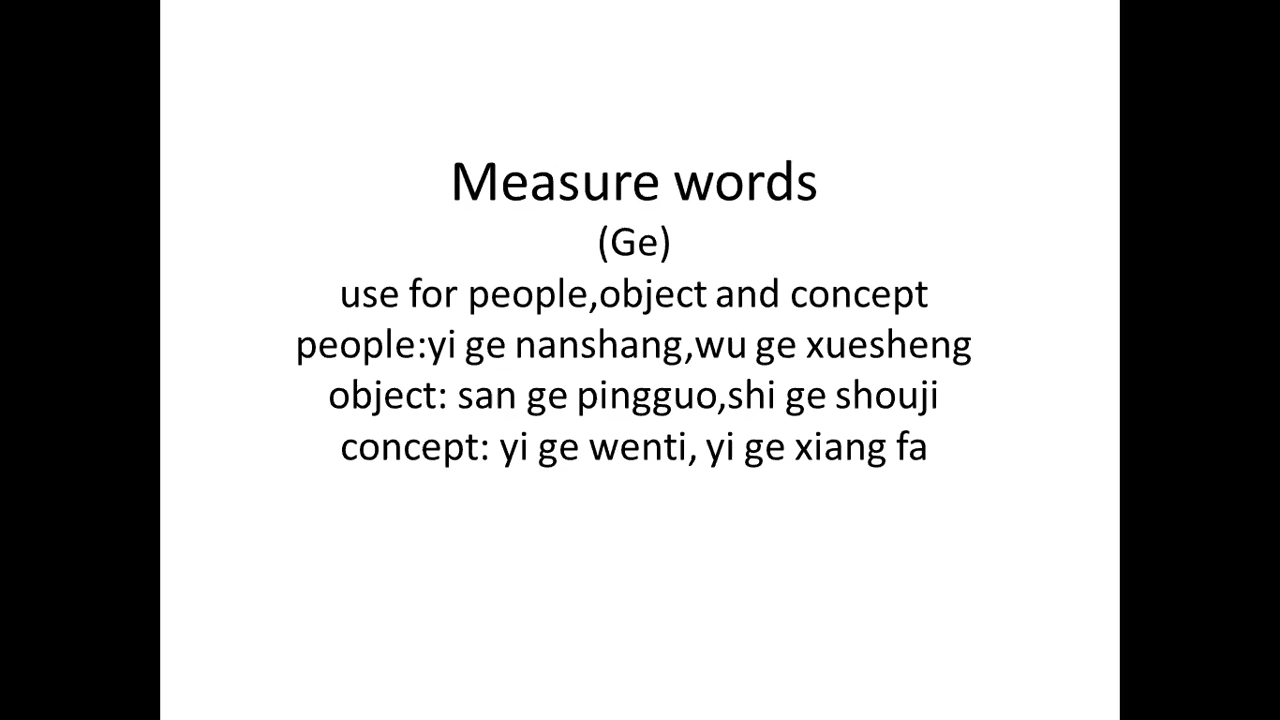 Measure words
(Ge)
use for people,object and concept
people:yi ge nanshang,wu ge xuesheng
object: san ge pingguo,shi ge shouji
concept: yi ge wenti, yi ge xiang fa